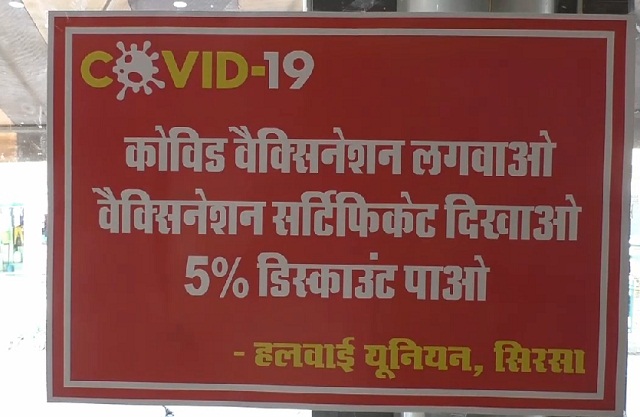 COVID-19
कोविड वैक्सिनेशन लगवाओ
वैक्सिनेशन सर्टिफिकेट दिखाओ
5% डिस्काउंट पाओ
- हलवाई यूनियन, सिरसा